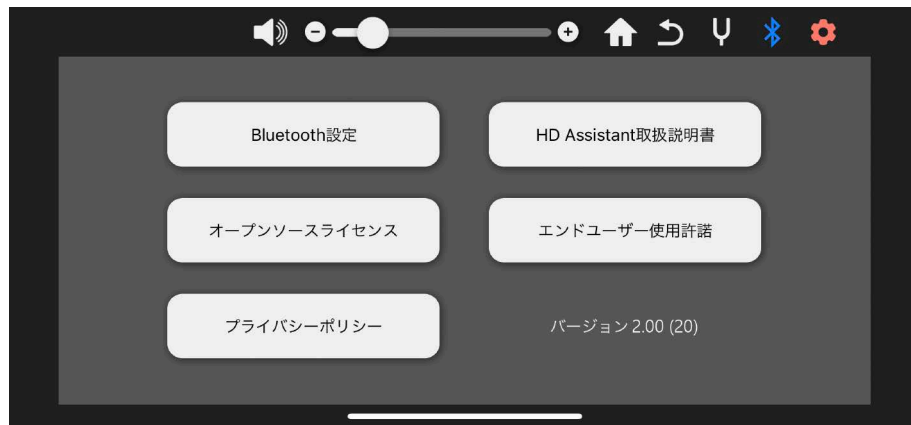 Bluetooth設定
HD Assistant取扱説明書
オープンソースライセンス
エンドユーザー使用許諾
プライバシーポリシー
バージョン 2.00 (20)